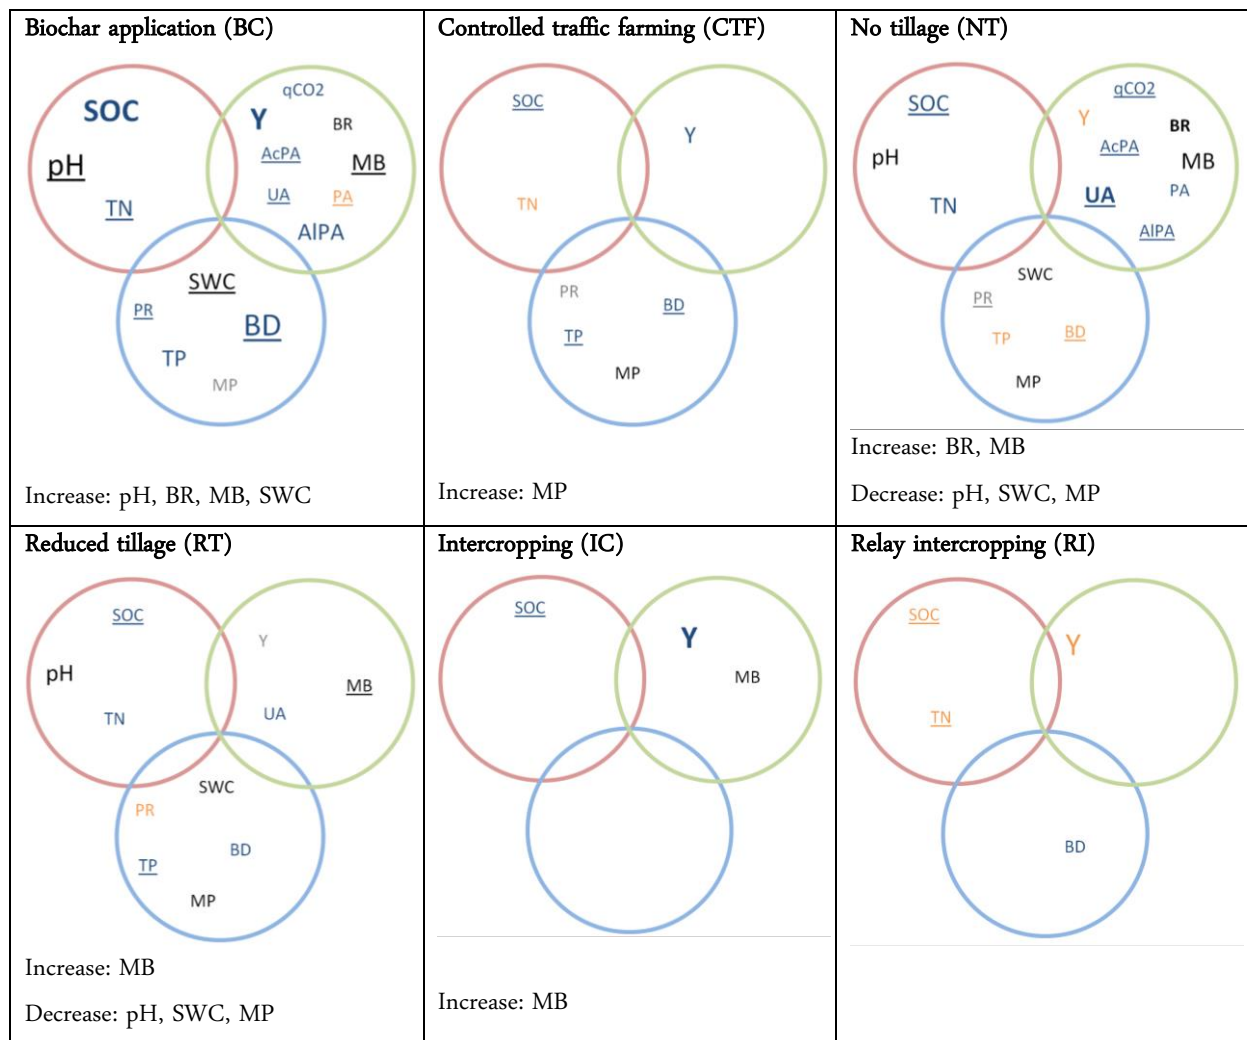 Biochar application (BC)
SOC
pH
TN
qCO2
Y
BR
AcPA
MB
UA
PA
AlPA
SWC
PR
BD
TP
MP
Increase: pH, BR, MB, SWC
Controlled traffic farming (CTF)
SOC
TN
Y
PR
BD
TP
MP
Increase: MP
No tillage (NT)
SOC
pH
TN
qCO2
Y
BR
AcPA
MB
UA
PA
AlPA
SWC
PR
TP
BD
MP
Increase: BR, MB
Decrease: pH, SWC, MP
Reduced tillage (RT)
SOC
pH
TN
Y
MB
UA
SWC
PR
BD
TP
MP
Increase: MB
Decrease: pH, SWC, MP
Intercropping (IC)
SOC
Y
MB
Increase: MB
Relay intercropping (RI)
SOC
TN
Y
BD